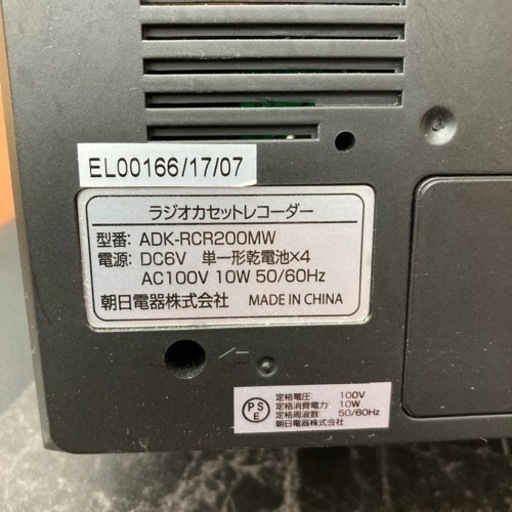 EL00166/17/07
ラジオカセットレコーダー
型番: ADK-RCR200MW
電源: DC6V 単一形乾電池×4
AC100V 10W 50/60Hz
朝日電器株式会社 MADE IN CHINA
PSE
定格電圧: 100V
定格消費電力: 10W
定格周波数: 50/60Hz
朝日電器株式会社